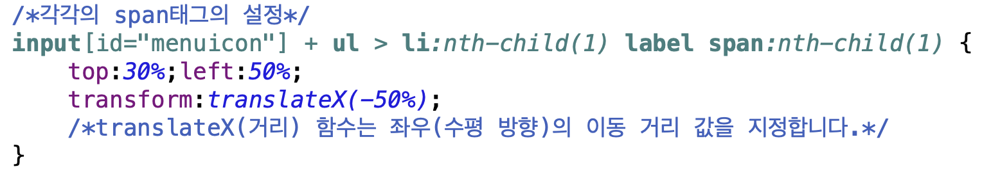 /*각각의 span태그의 설정*/
input[id="menuicon"] + ul > li:nth-child(1) label span:nth-child(1) {
    top:30%;left:50%;
    transform:translateX(-50%);
    /*translateX(거리) 함수는 좌우(수평 방향)의 이동 거리 값을 지정합니다.*/
}